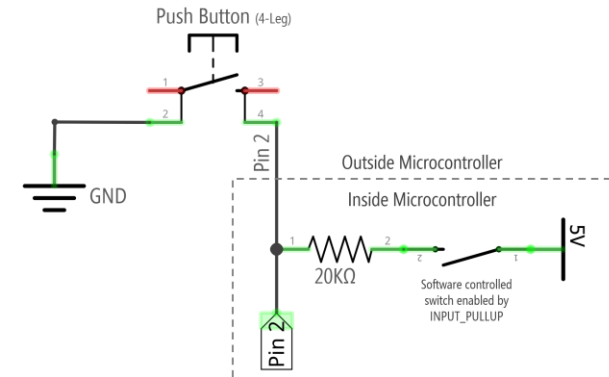 Push Button (4-Leg)
1
3
2
4
Pin 2
GND
Outside Microcontroller
Inside Microcontroller
1
2
2
1
5V
20KΩ
Software controlled
switch enabled by
INPUT_PULLUP
Pin 2